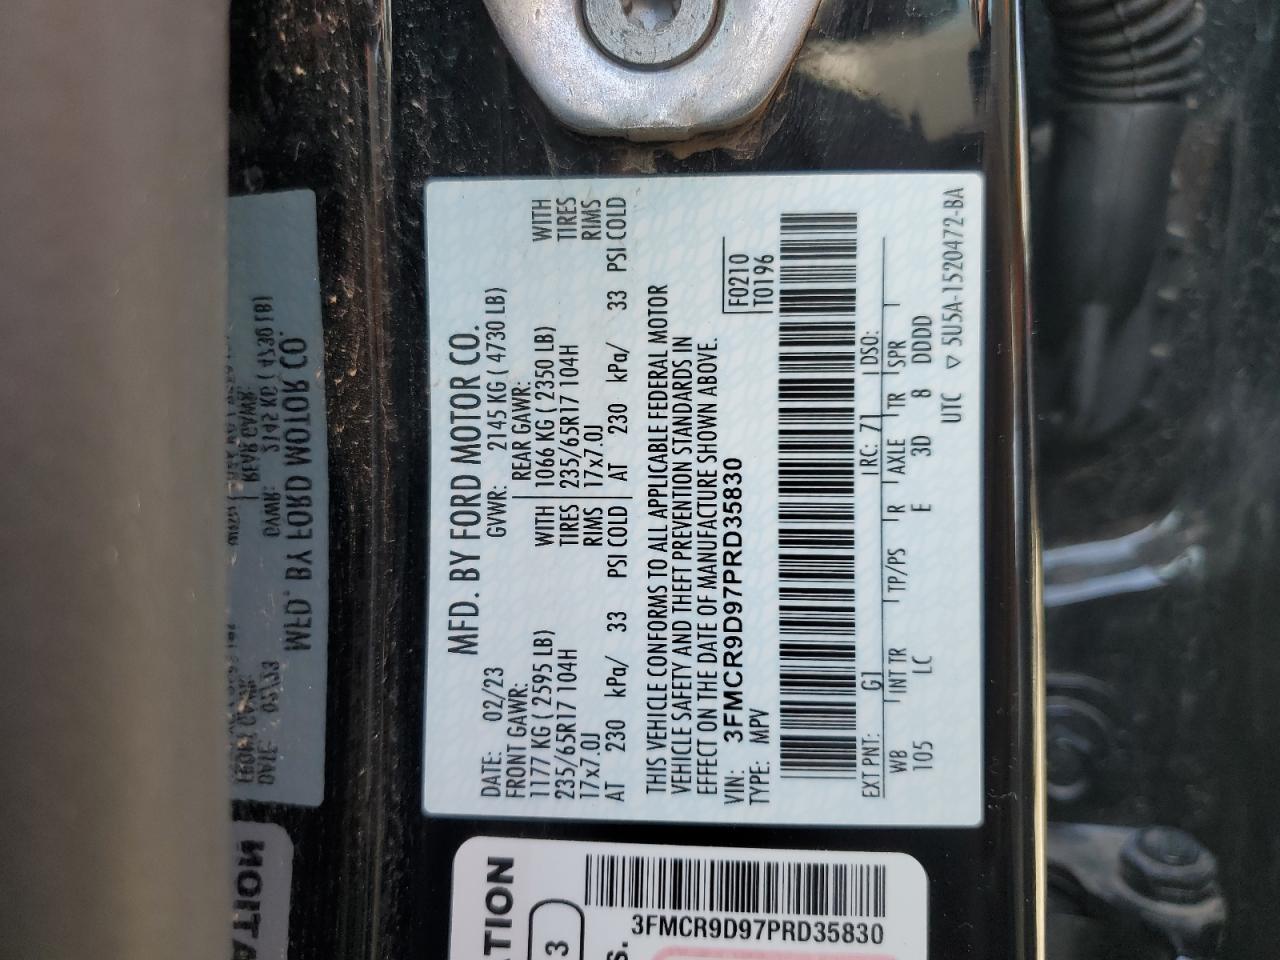 MFD. BY FORD MOTOR CO.
DATE: 02/23 GVWR: 2145 KG ( 4730 LB)
FRONT GAWR: REAR GAWR:
1177 KG ( 2595 LB) WITH 1066 KG ( 2350 LB) WITH
235/65R17 104H TIRES 235/65R17 104H TIRES
17x7.0J RIMS 17x7.0J RIMS
AT 230 kPa/ 33 PSI COLD AT 230 kPa/ 33 PSI COLD
THIS VEHICLE CONFORMS TO ALL APPLICABLE FEDERAL MOTOR
VEHICLE SAFETY AND THEFT PREVENTION STANDARDS IN
EFFECT ON THE DATE OF MANUFACTURE SHOWN ABOVE.
VIN: 3FMCR9D97PRD35830 F0210
TYPE: MPV T0196
EXT PNT: G1 RC: 71 DSO:
WB INT TR TP/PS R AXLE TR SPR
105 LC E 3D 8 DDDD
UTC ▽ 5U5A-1520472-BA
ATION
3
S.
3FMCR9D97PRD35830